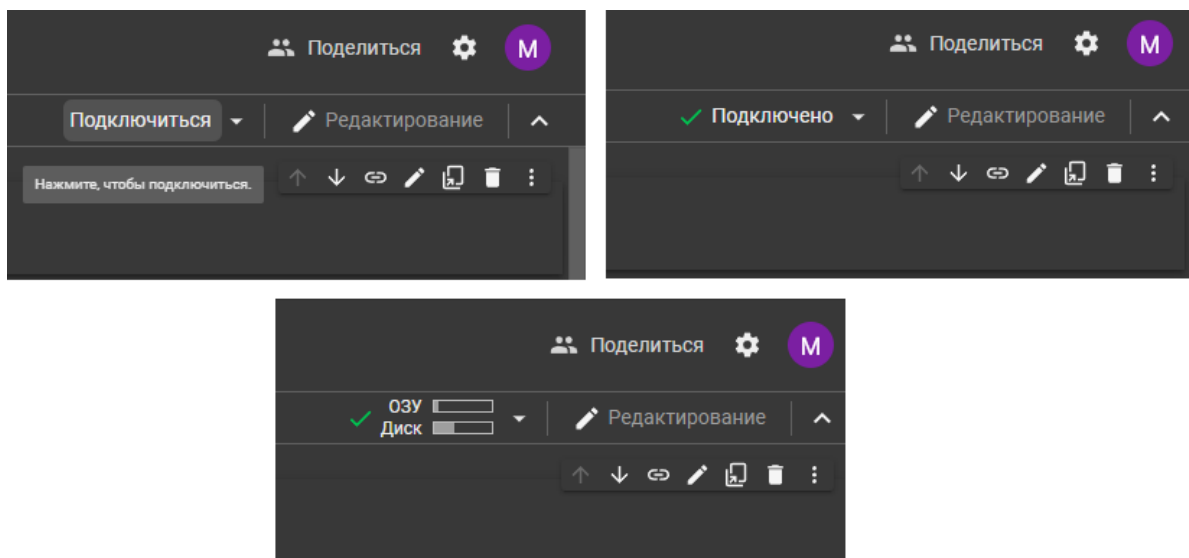 Поделиться M
Подключиться Редактирование
Нажмите, чтобы подключиться.
Поделиться M
Подключено Редактирование
Поделиться M
ОЗУ
Диск
Редактирование